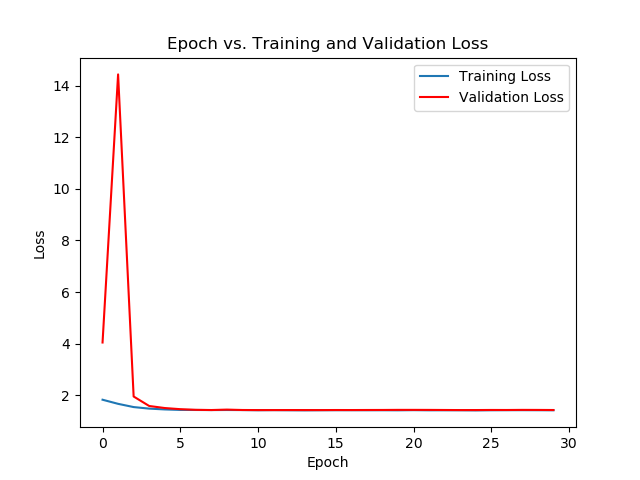 Epoch vs. Training and Validation Loss
Training Loss
Validation Loss
14
12
10
8
6
4
2
Loss
0 5 10 15 20 25 30
Epoch